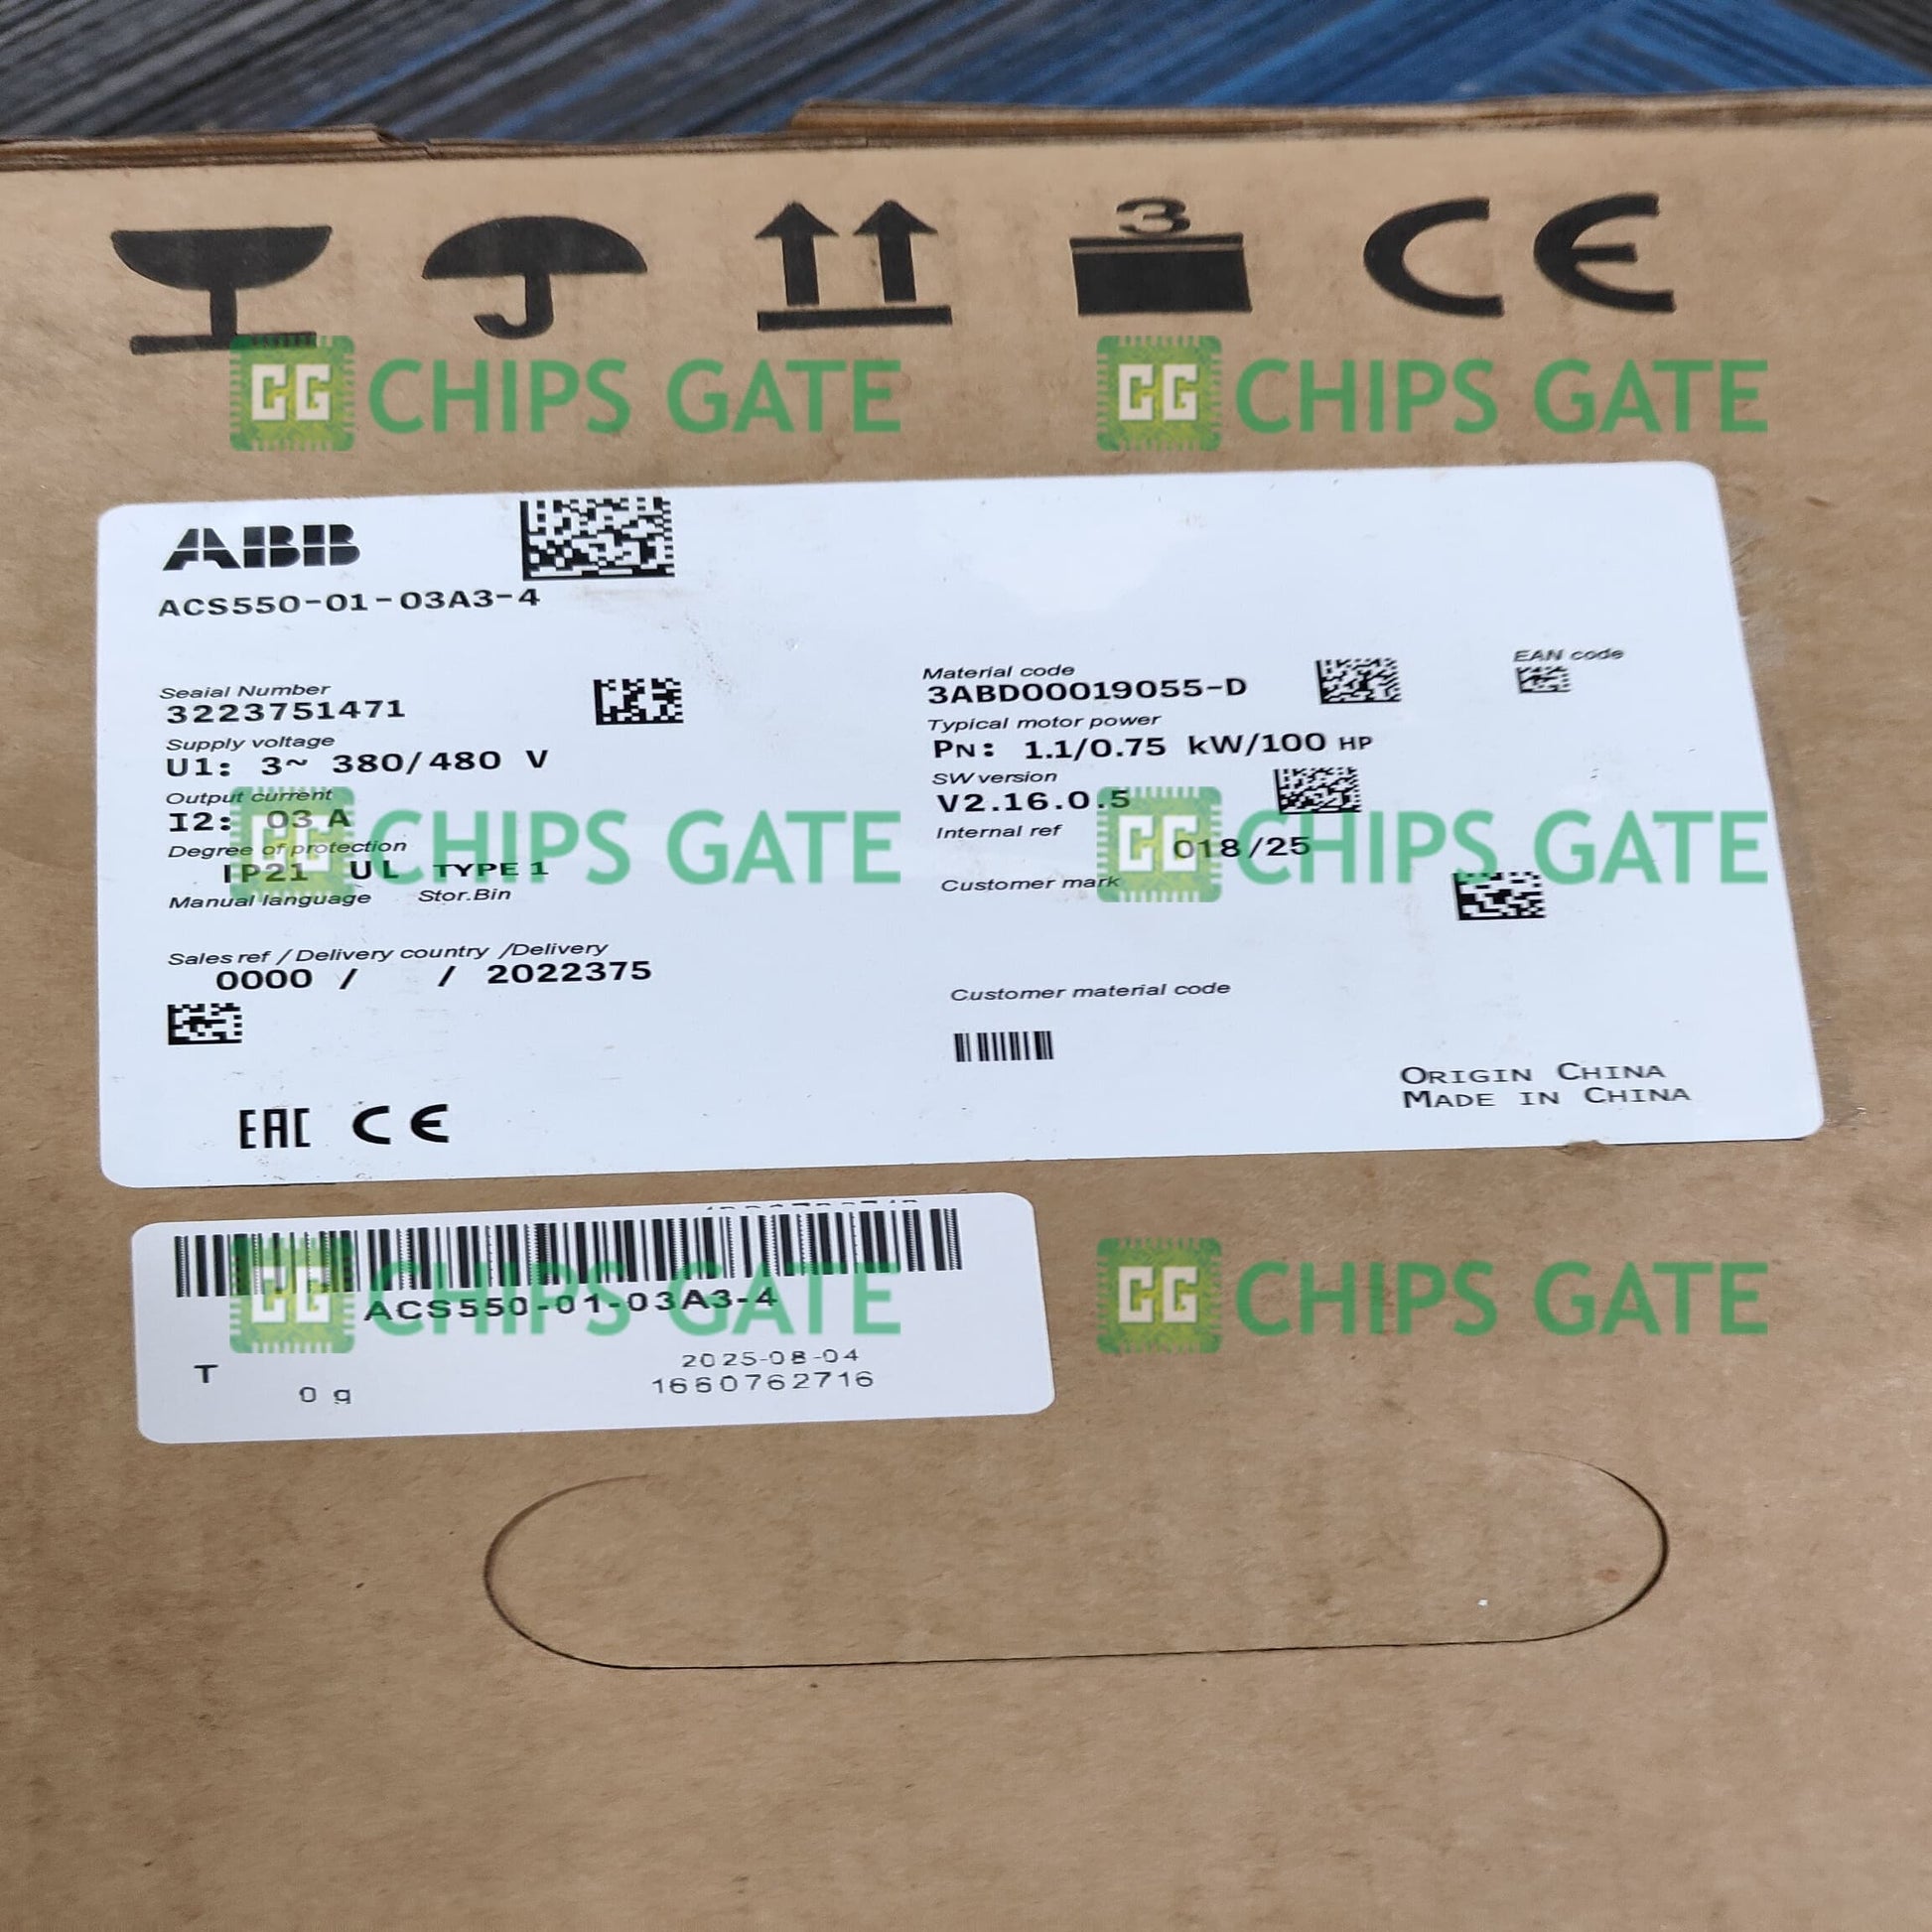 3
CE
CG CHIPS GATE CG CHIPS GATE
ABB
ACS550-01-03A3-4
Seaial Number
3223751471
Supply voltage
U1: 3~ 380/480 V
Output current
I2: 03 A
Degree of protection
IP21 UL TYPE 1
Manual language Stor.Bin
Sales ref / Delivery country /Delivery
0000 / / 2022375
EAC CE
Material code
3ABD00019055-D
EAN code
Typical motor power
PN: 1.1/0.75 kW/100 HP
SW version
V2.16.0.5
Internal ref
018/25
Customer mark
Customer material code
ORIGIN CHINA
MADE IN CHINA
CG CHIPS GATE CG CHIPS GATE
ACS550-01-03A3-4
T
0 g
2025-08-04
1660762716
CG CHIPS GATE CG CHIPS GATE